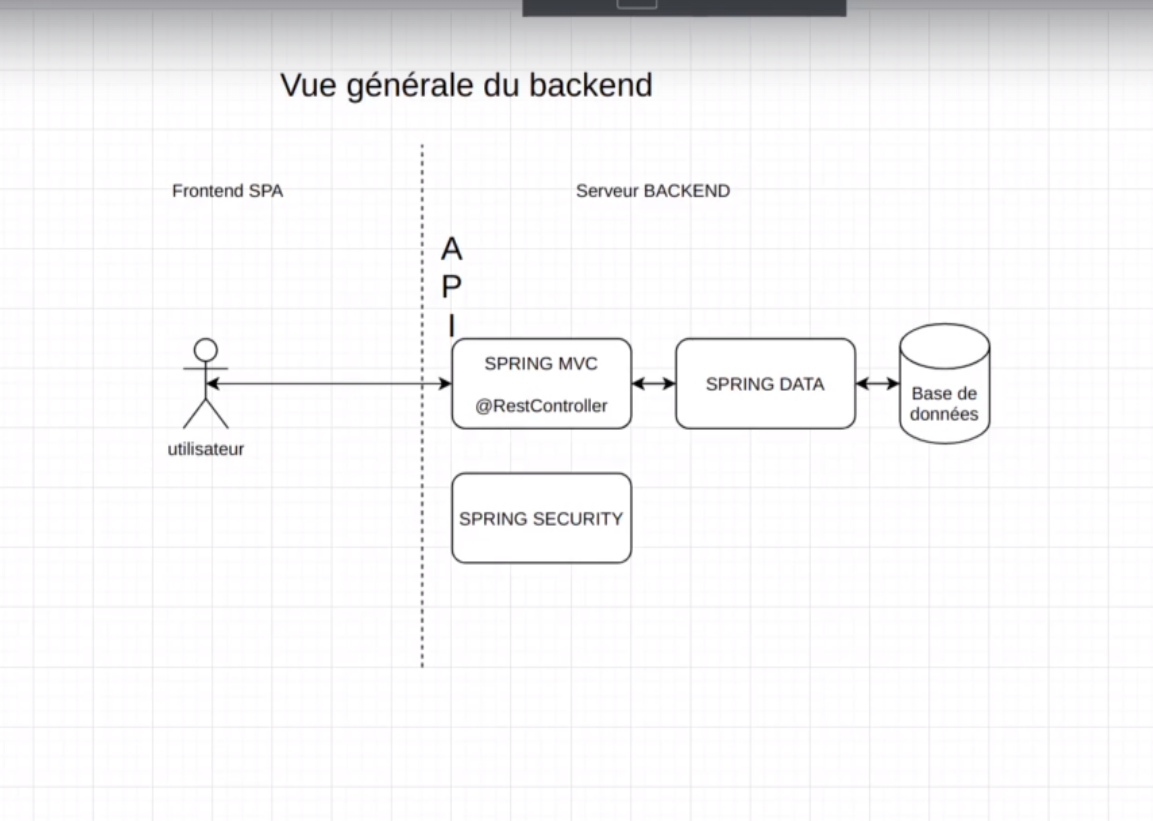 Vue générale du backend
Frontend SPA
Serveur BACKEND
A
P
I
SPRING MVC
@RestController
SPRING DATA
Base de
données
utilisateur
SPRING SECURITY